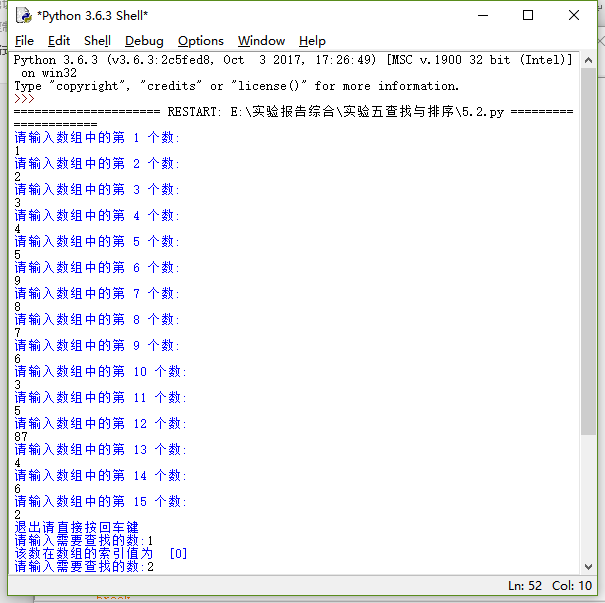 *Python 3.6.3 Shell*
File Edit Shell Debug Options Window Help
Python 3.6.3 (v3.6.3:2c5fed8, Oct  3 2017, 17:26:49) [MSC v.1900 32 bit (Intel)]
 on win32
Type "copyright", "credits" or "license()" for more information.
>>>
===================== RESTART: E:\实验报告综合\实验五查找与排序\5.2.py =========
============
请输入数组中的第 1 个数:
1
请输入数组中的第 2 个数:
2
请输入数组中的第 3 个数:
3
请输入数组中的第 4 个数:
4
请输入数组中的第 5 个数:
5
请输入数组中的第 6 个数:
9
请输入数组中的第 7 个数:
8
请输入数组中的第 8 个数:
7
请输入数组中的第 9 个数:
6
请输入数组中的第 10 个数:
3
请输入数组中的第 11 个数:
5
请输入数组中的第 12 个数:
87
请输入数组中的第 13 个数:
4
请输入数组中的第 14 个数:
6
请输入数组中的第 15 个数:
2
退出请直接按回车键
请输入需要查找的数:1
该数在数组的索引值为  [0]
请输入需要查找的数:2
Ln: 52 Col: 10